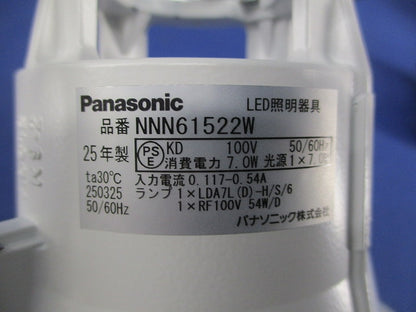 Panasonic LED照明器具
品番 NNN61522W
25年製 PSE KD 100V 50/60Hz
消費電力 7.0W 光源 1×7.0W
ta30℃ 入力電流 0.117-0.54A
250325 ランプ 1×LDA7L(D)-H/S/6
50/60Hz 1×RF100V 54W/D
パナソニック株式会社